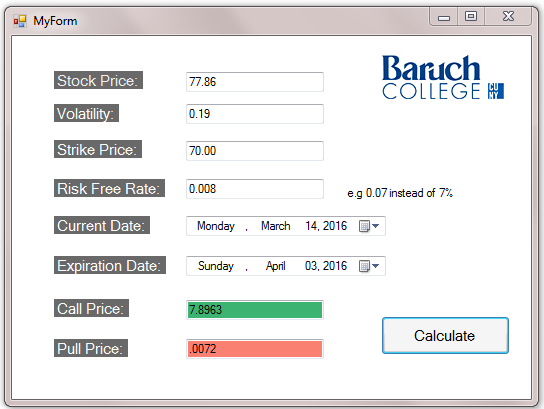 MyForm
Baruch
COLLEGE CUNY
Stock Price: 77.86
Volatility: 0.19
Strike Price: 70.00
Risk Free Rate: 0.008 e.g 0.07 instead of 7%
Current Date: Monday , March 14, 2016
Expiration Date: Sunday , April 03, 2016
Call Price: 7.8963
Pull Price: .0072
Calculate